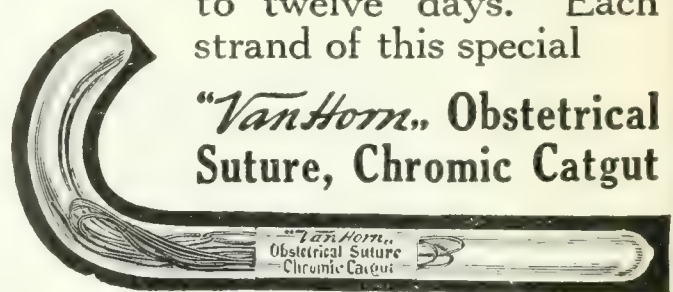 to twelve days. Each
strand of this special
"VanHorn„ Obstetrical
Suture, Chromic Catgut
"VanHorn„
Obstetrical Suture
Chromic Catgut